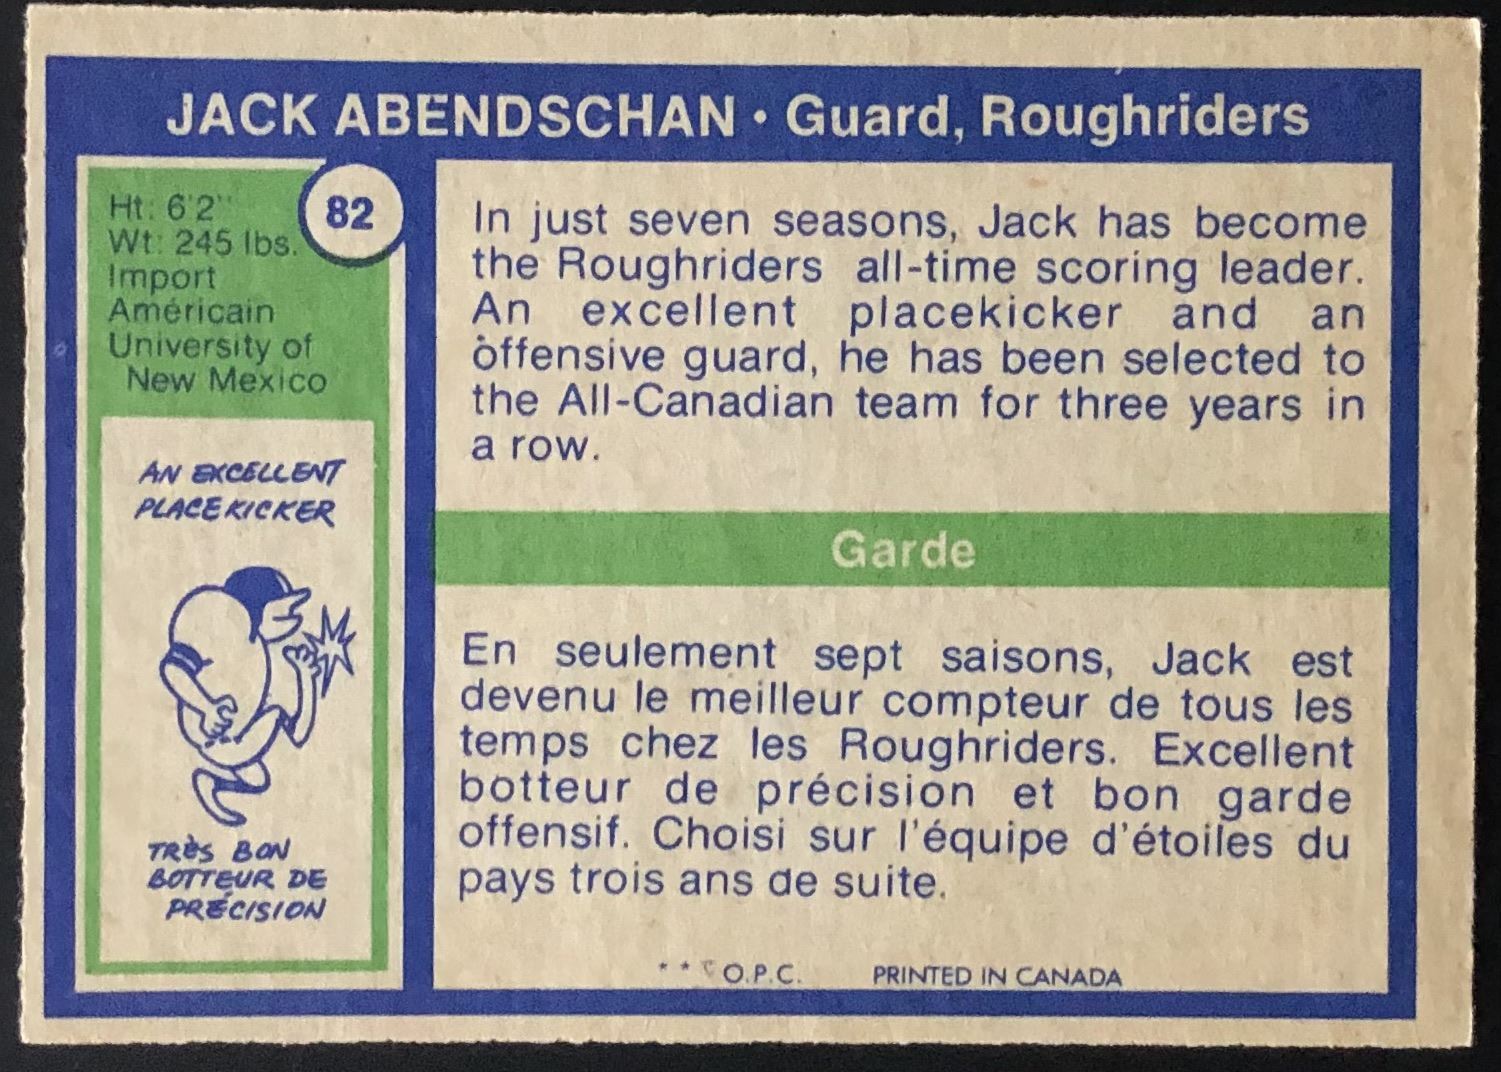 JACK ABENDSCHAN • Guard, Roughriders
82
Ht: 6'2"
Wt: 245 lbs.
Import
Américain
University of
New Mexico
AN EXCELLENT
PLACEKICKER
TRÈS BON
BOTTEUR DE
PRÉCISION
In just seven seasons, Jack has become
the Roughriders all-time scoring leader.
An excellent placekicker and an
offensive guard, he has been selected to
the All-Canadian team for three years in
a row.
Garde
En seulement sept saisons, Jack est
devenu le meilleur compteur de tous les
temps chez les Roughriders. Excellent
botteur de précision et bon garde
offensif. Choisi sur l'équipe d'étoiles du
pays trois ans de suite.
* * © O.P.C. PRINTED IN CANADA